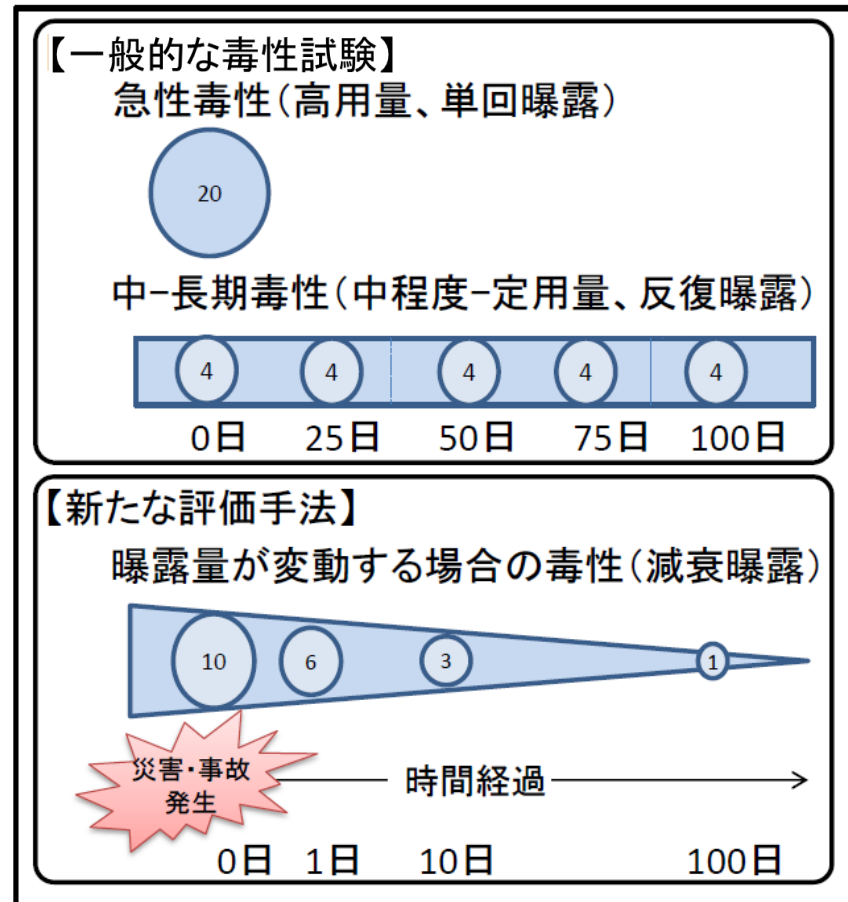 【一般的な毒性試験】
急性毒性(高用量、単回曝露)
20
中-長期毒性(中程度-定用量、反復曝露)
4 4 4 4 4
0日 25日 50日 75日 100日
【新たな評価手法】
曝露量が変動する場合の毒性(減衰曝露)
10 6 3 1
災害・事故
発生
時間経過
0日 1日 10日 100日